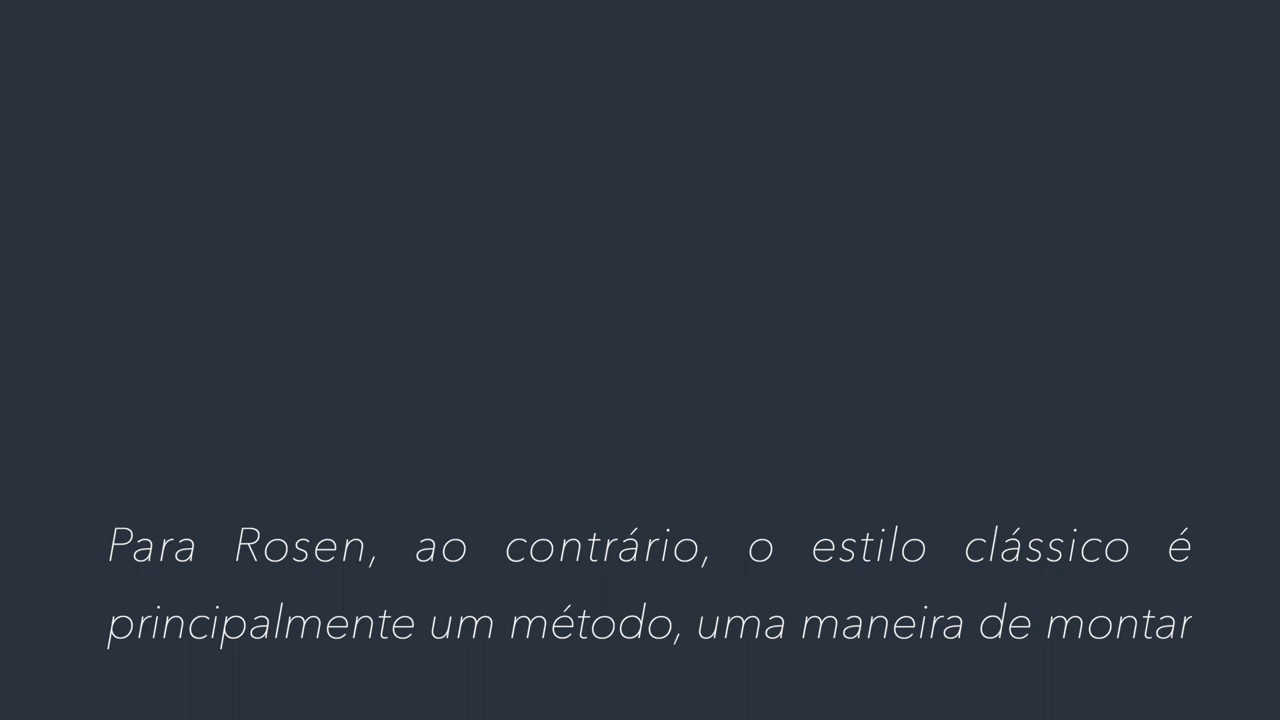 Para Rosen, ao contrário, o estilo clássico é
principalmente um método, uma maneira de montar